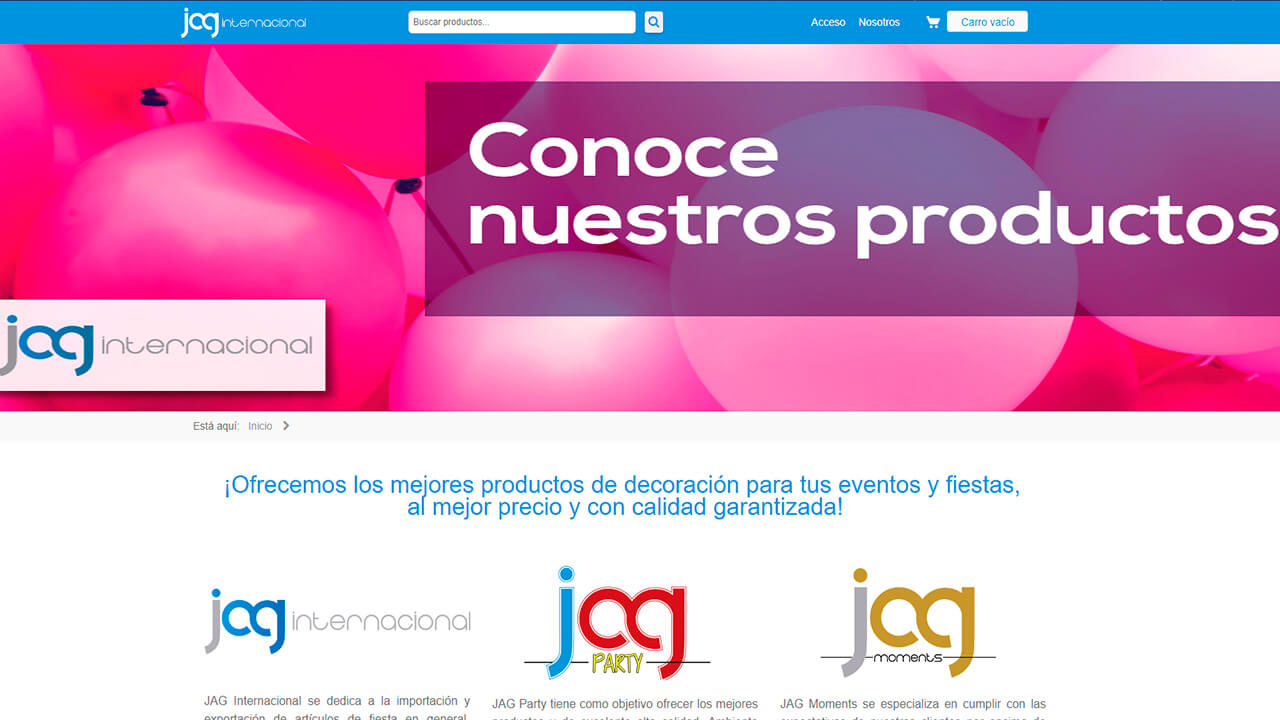 jag internacional
Buscar productos...
Acceso
Nosotros
Carro vacío
Conoce
nuestros productos
jag internacional
Está aquí: Inicio
¡Ofrecemos los mejores productos de decoración para tus eventos y fiestas,
al mejor precio y con calidad garantizada!
jag internacional
jag
PARTY
jag
moments
JAG Internacional se dedica a la importación y
exportación de artículos de fiesta en general.
JAG Party tiene como objetivo ofrecer los mejores
productos y de excelente alta calidad. Ambiente
JAG Moments se especializa en cumplir con las
expectativas de nuestros clientes por encima de